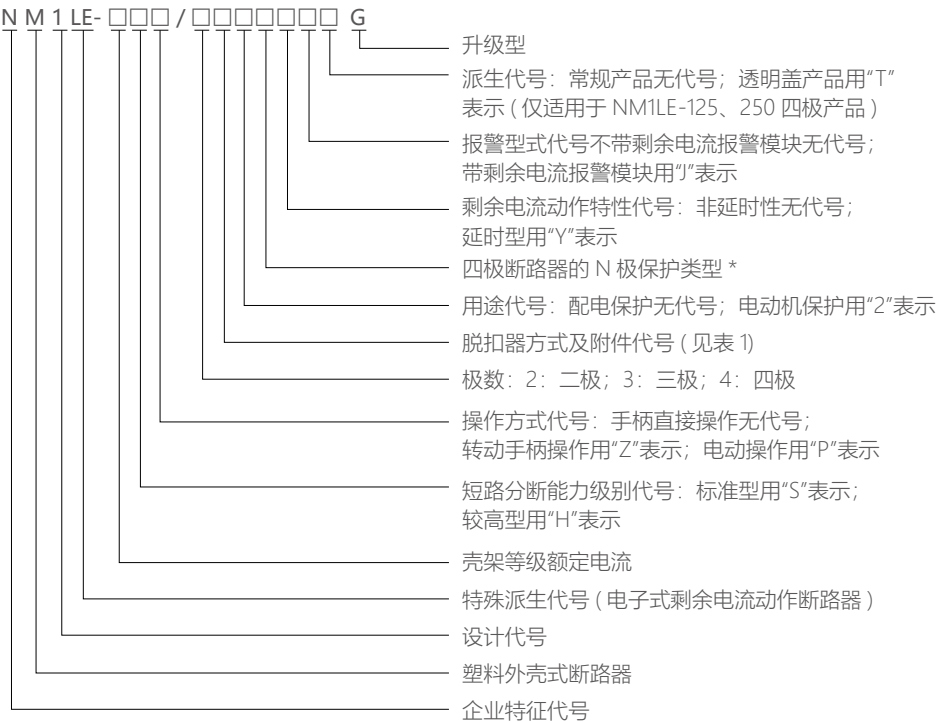 N M 1 LE- □□□ / □□□□□□□ G
升级型
派生代号：常规产品无代号；透明盖产品用“T”
表示 ( 仅适用于 NM1LE-125、250 四极产品 )
报警型式代号不带剩余电流报警模块无代号；
带剩余电流报警模块用“J”表示
剩余电流动作特性代号：非延时性无代号；
延时型用“Y”表示
四极断路器的 N 极保护类型 *
用途代号：配电保护无代号；电动机保护用“2”表示
脱扣器方式及附件代号 ( 见表 1)
极数：2：二极；3：三极；4：四极
操作方式代号：手柄直接操作无代号；
转动手柄操作用“Z”表示；电动操作用“P”表示
短路分断能力级别代号：标准型用“S”表示；
较高型用“H”表示
壳架等级额定电流
特殊派生代号 ( 电子式剩余电流动作断路器 )
设计代号
塑料外壳式断路器
企业特征代号